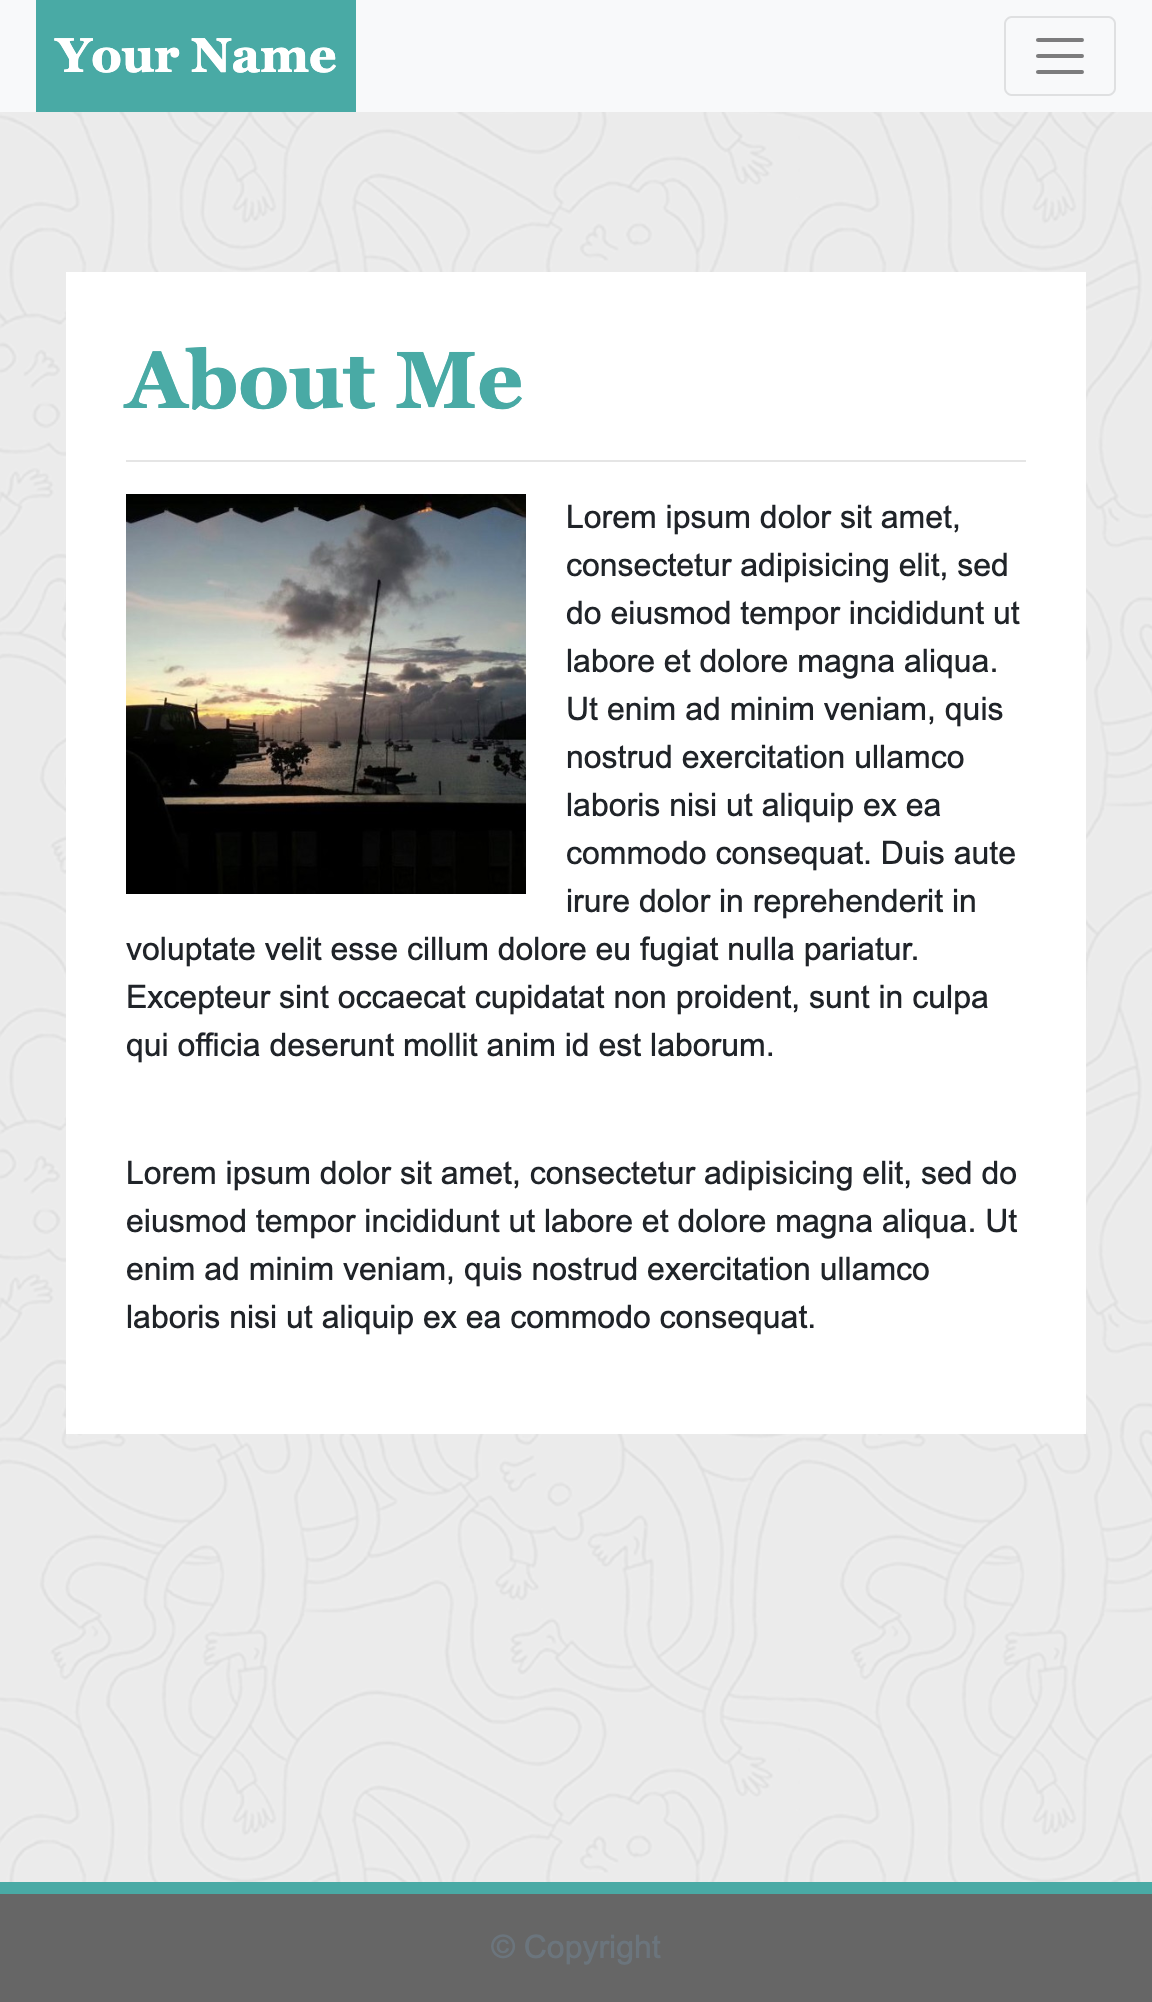 Your Name
About Me
Lorem ipsum dolor sit amet,
consectetur adipisicing elit, sed
do eiusmod tempor incididunt ut
labore et dolore magna aliqua.
Ut enim ad minim veniam, quis
nostrud exercitation ullamco
laboris nisi ut aliquip ex ea
commodo consequat. Duis aute
irure dolor in reprehenderit in
voluptate velit esse cillum dolore eu fugiat nulla pariatur.
Excepteur sint occaecat cupidatat non proident, sunt in culpa
qui officia deserunt mollit anim id est laborum.
Lorem ipsum dolor sit amet, consectetur adipisicing elit, sed do
eiusmod tempor incididunt ut labore et dolore magna aliqua. Ut
enim ad minim veniam, quis nostrud exercitation ullamco
laboris nisi ut aliquip ex ea commodo consequat.
© Copyright